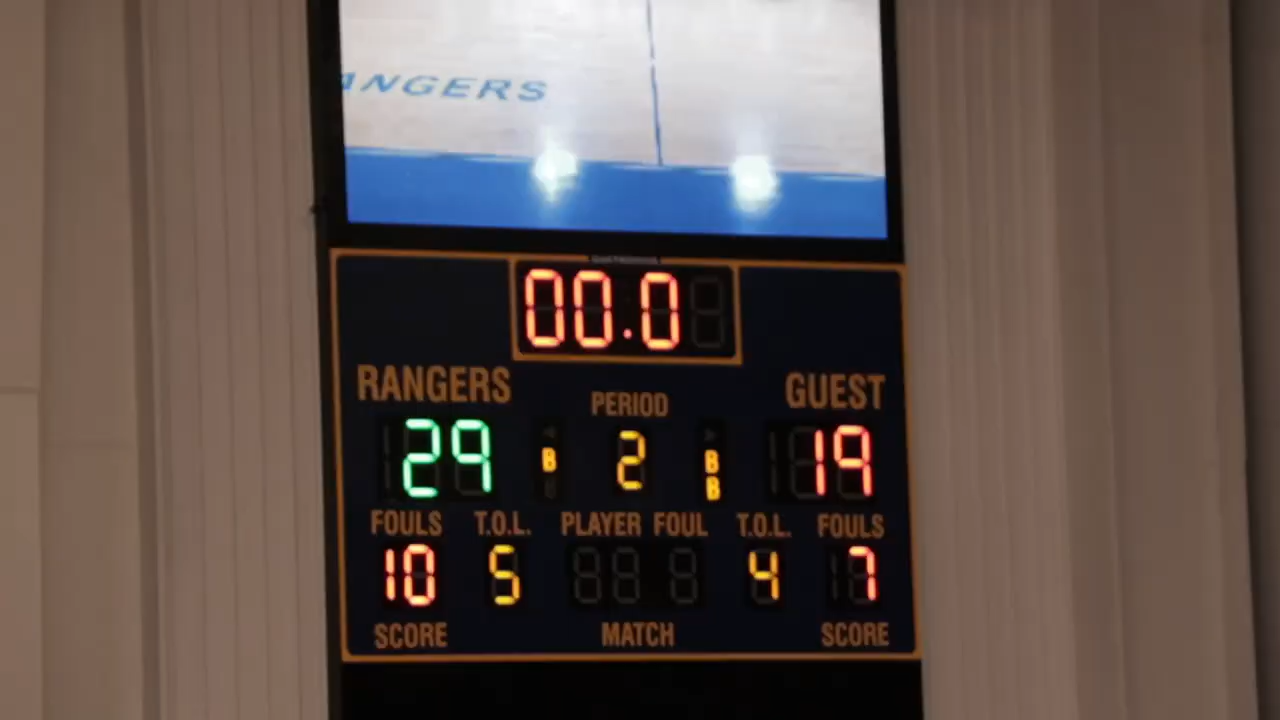 ANGERS
00.0
RANGERS
GUEST
PERIOD
29
B
2
B
B
19
FOULS
T.O.L.
PLAYER FOUL
T.O.L.
FOULS
10
5
4
7
SCORE
MATCH
SCORE